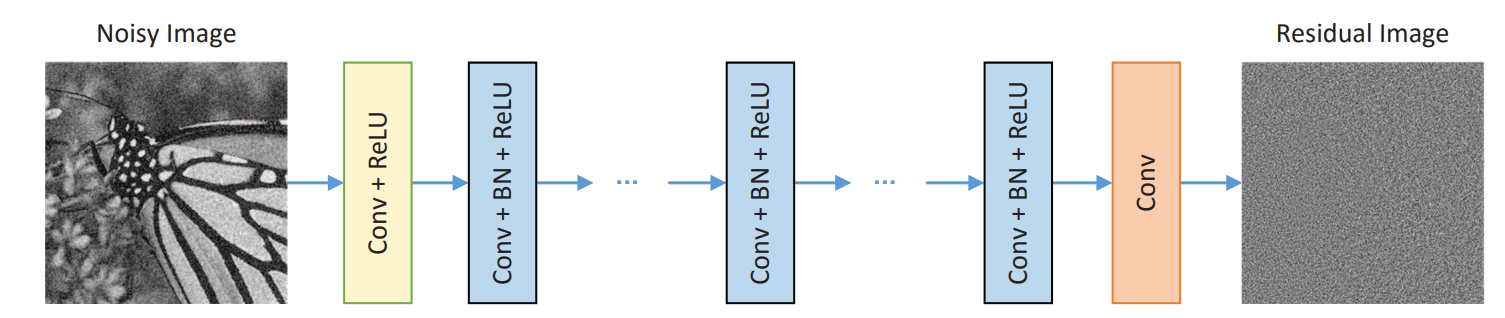 Noisy Image
Conv + ReLU
Conv + BN + ReLU
...
Conv + BN + ReLU
...
Conv + BN + ReLU
Conv
Residual Image